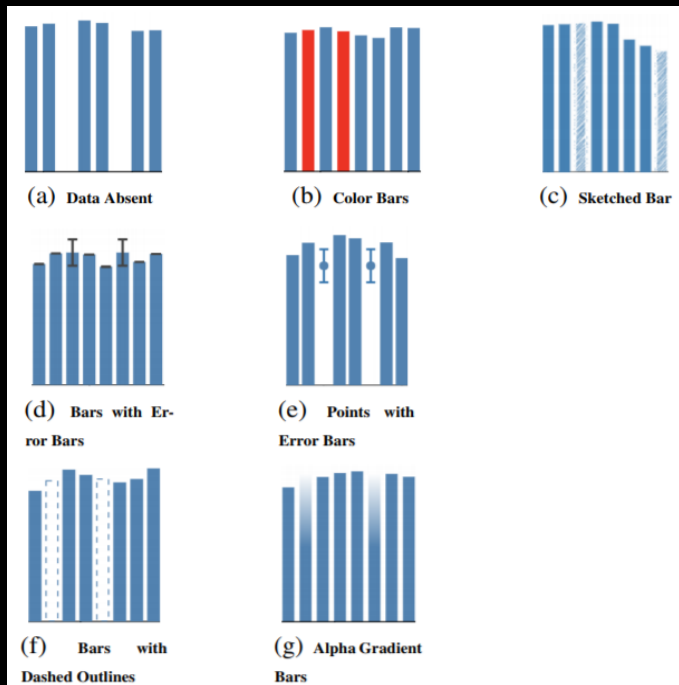 (a) Data Absent
(b) Color Bars
(c) Sketched Bar
(d) Bars with Er-
ror Bars
(e) Points with
Error Bars
(f) Bars with
Dashed Outlines
(g) Alpha Gradient
Bars